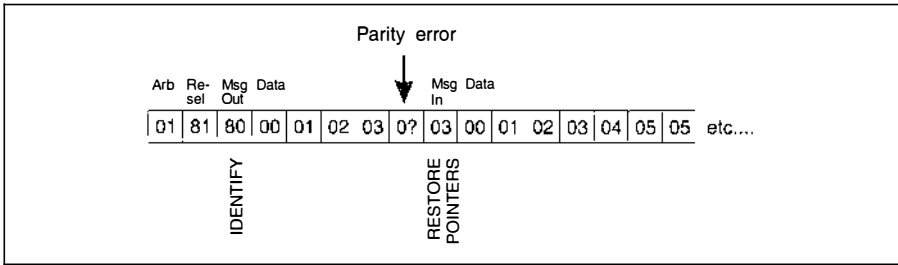 Parity error
Arb Re- Msg Data Msg Data
sel Out In
01 81 80 00 01 02 03 0? 03 00 01 02 03 04 05 05 etc....
IDENTIFY
RESTORE
POINTERS